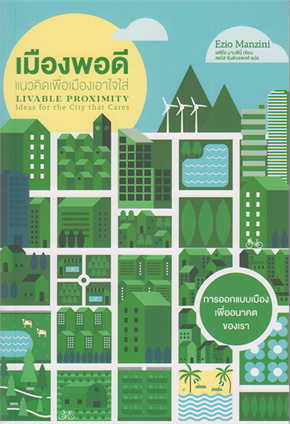 เมืองพอดี
แนวคิดเพื่อเมืองเอาใจใส่
LIVABLE PROXIMITY
Ideas for the City that Cares
Ezio Manzini
การออกแบบเมือง
เพื่ออนาคต
ของเรา